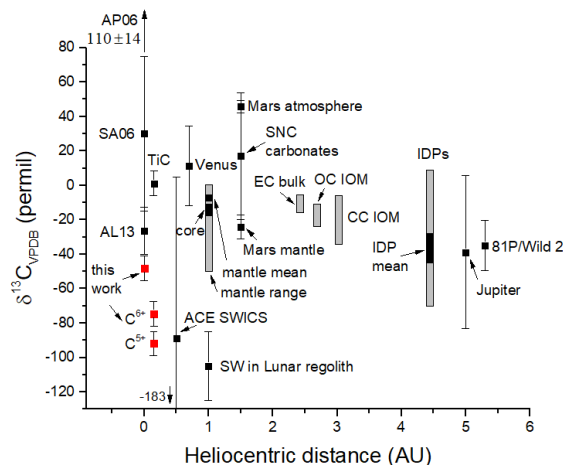 AP06
110±14
80
60
40
20
0
-20
-40
-60
-80
-100
-120
δ¹³C_VPDB (permil)
SA06
TiC
Venus
Mars atmosphere
SNC
carbonates
EC bulk
OC IOM
CC IOM
IDPs
AL13
core
Mars mantle
mantle mean
mantle range
IDP
mean
81P/Wild 2
Jupiter
this
work
C⁶⁺
C⁵⁺
ACE SWICS
SW in Lunar regolith
-183
0 1 2 3 4 5 6
Heliocentric distance (AU)